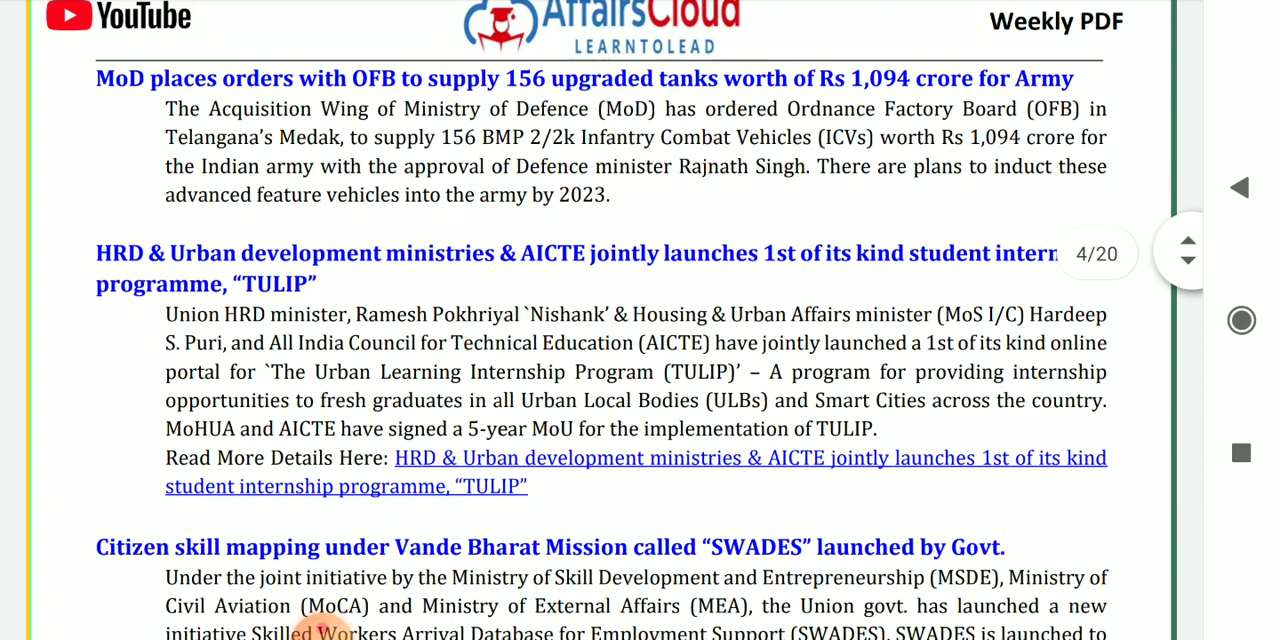 YouTube
AffairsCloud
LEARNTOLEAD
Weekly PDF
MoD places orders with OFB to supply 156 upgraded tanks worth of Rs 1,094 crore for Army
The Acquisition Wing of Ministry of Defence (MoD) has ordered Ordnance Factory Board (OFB) in
Telangana’s Medak, to supply 156 BMP 2/2k Infantry Combat Vehicles (ICVs) worth Rs 1,094 crore for
the Indian army with the approval of Defence minister Rajnath Singh. There are plans to induct these
advanced feature vehicles into the army by 2023.
HRD & Urban development ministries & AICTE jointly launches 1st of its kind student intern
4/20
programme, “TULIP”
Union HRD minister, Ramesh Pokhriyal `Nishank’ & Housing & Urban Affairs minister (MoS I/C) Hardeep
S. Puri, and All India Council for Technical Education (AICTE) have jointly launched a 1st of its kind online
portal for `The Urban Learning Internship Program (TULIP)’ – A program for providing internship
opportunities to fresh graduates in all Urban Local Bodies (ULBs) and Smart Cities across the country.
MoHUA and AICTE have signed a 5-year MoU for the implementation of TULIP.
Read More Details Here: HRD & Urban development ministries & AICTE jointly launches 1st of its kind
student internship programme, “TULIP”
Citizen skill mapping under Vande Bharat Mission called “SWADES” launched by Govt.
Under the joint initiative by the Ministry of Skill Development and Entrepreneurship (MSDE), Ministry of
Civil Aviation (MoCA) and Ministry of External Affairs (MEA), the Union govt. has launched a new
initiative Skilled Workers Arrival Database for Employment Support (SWADES). SWADES is launched to